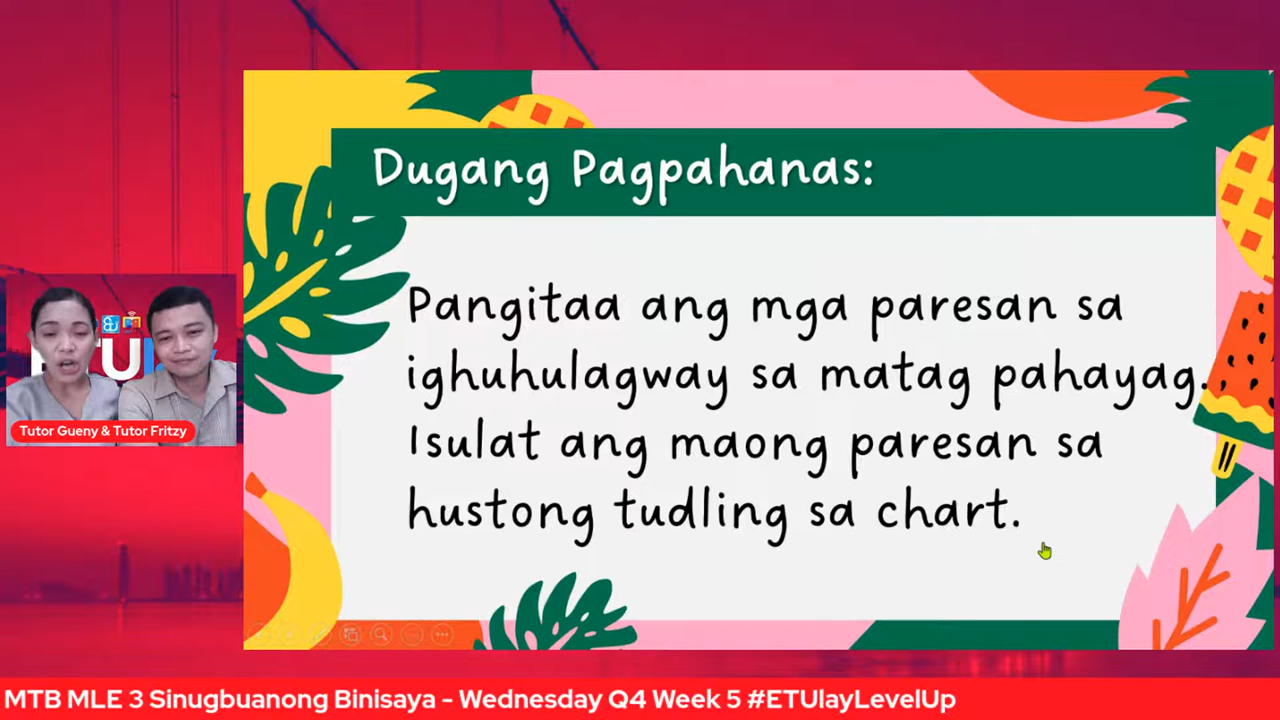 Dugang Pagpahanas:
Pangitaa ang mga paresan sa
ighuhulagway sa matag pahayag.
Isulat ang maong paresan sa
hustong tudling sa chart.
Tutor Gueny & Tutor Fritzy
MTB MLE 3 Sinugbuanong Binisaya - Wednesday Q4 Week 5 #ETUlayLevelUp